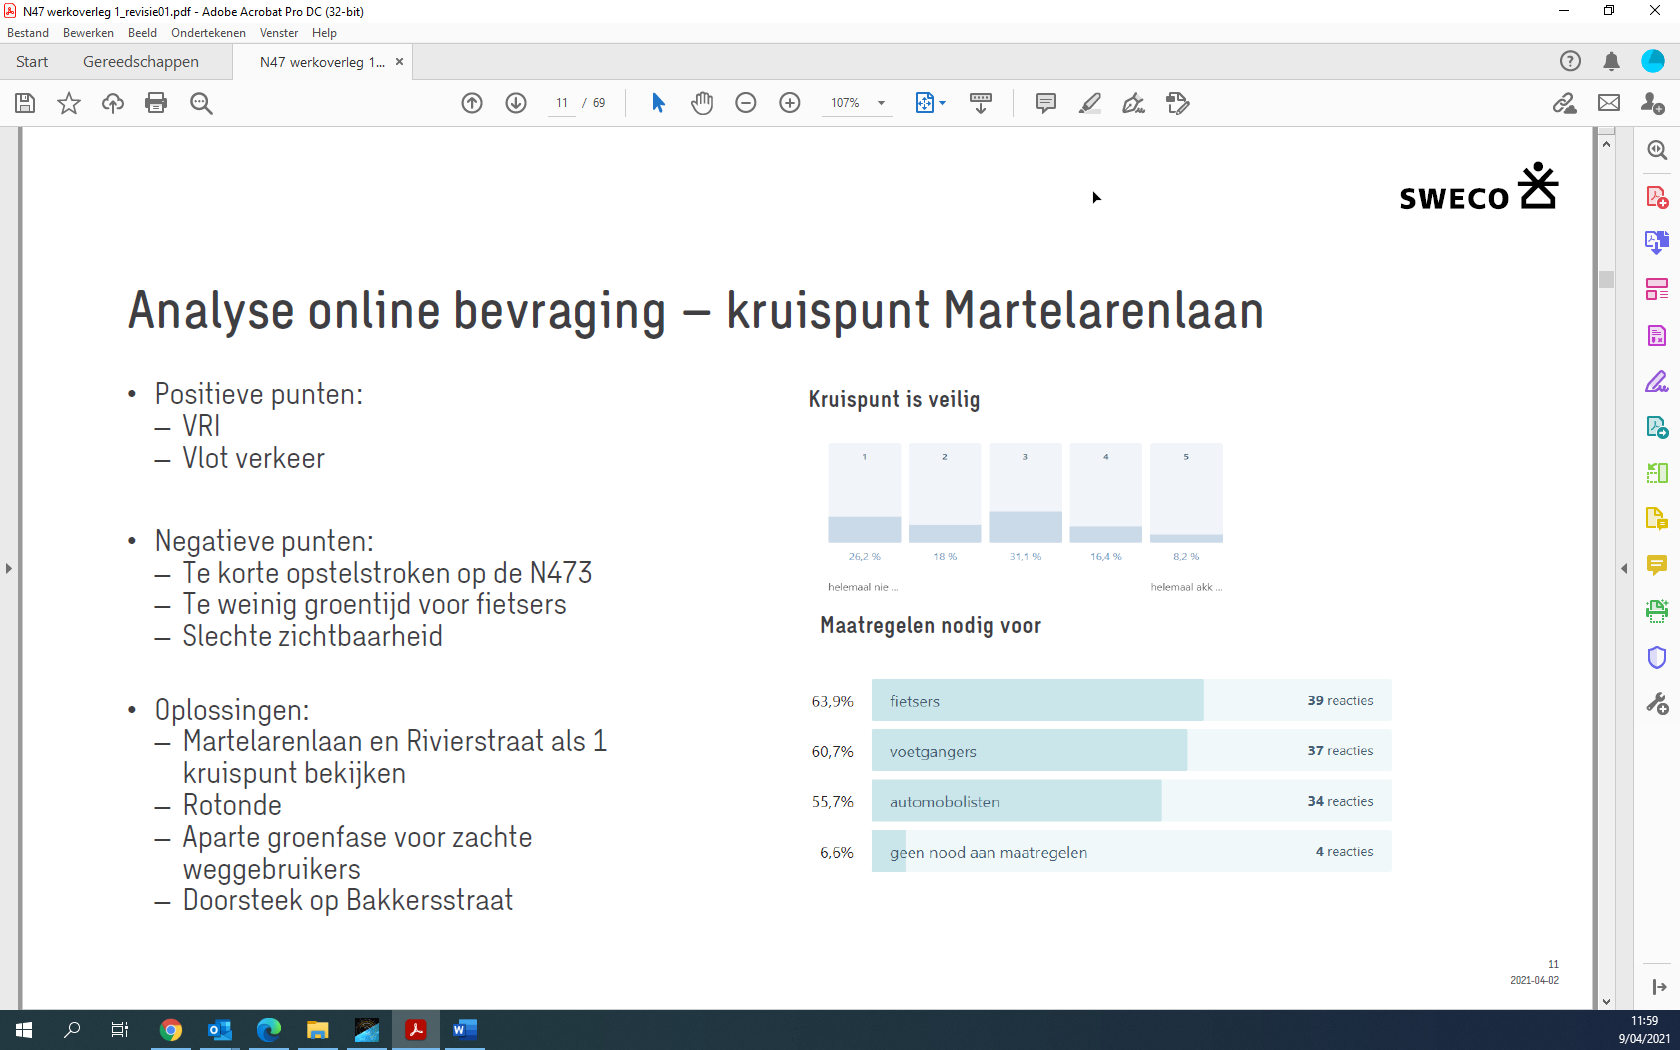 N47 werkoverleg 1_revisie01.pdf - Adobe Acrobat Pro DC (32-bit)
Bestand Bewerken Beeld Ondertekenen Venster Help
Start Gereedschappen N47 werkoverleg 1... ×
11 / 69 107%
SWECO
Analyse online bevraging – kruispunt Martelarenlaan
• Positieve punten:
– VRI
– Vlot verkeer
• Negatieve punten:
– Te korte opstelstroken op de N473
– Te weinig groentijd voor fietsers
– Slechte zichtbaarheid
• Oplossingen:
– Martelarenlaan en Rivierstraat als 1
kruispunt bekijken
– Rotonde
– Aparte groenfase voor zachte
weggebruikers
– Doorsteek op Bakkersstraat
Kruispunt is veilig
1 2 3 4 5
26,2 % 18 % 31,1 % 16,4 % 8,2 %
helemaal nie ... helemaal akk ...
Maatregelen nodig voor
63,9% fietsers 39 reacties
60,7% voetgangers 37 reacties
55,7% automobolisten 34 reacties
6,6% geen nood aan maatregelen 4 reacties
11
2021-04-02
11:59
9/04/2021